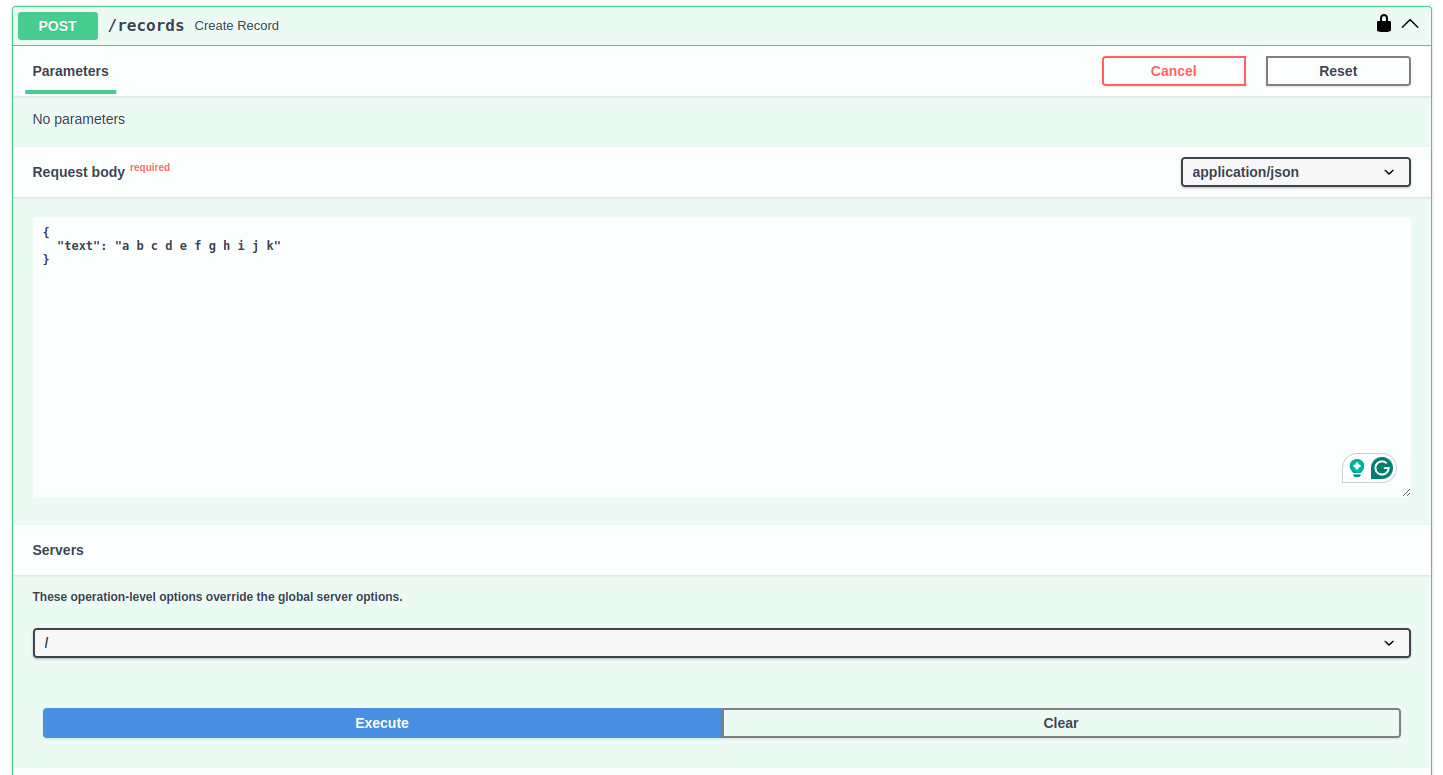 POST /records Create Record
Parameters Cancel Reset
No parameters
Request body required application/json
{
  "text": "a b c d e f g h i j k"
}
Servers
These operation-level options override the global server options.
/
Execute Clear